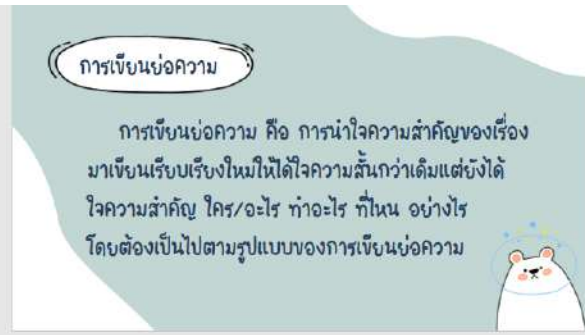 การเขียนย่อความ
การเขียนย่อความ คือ การนำใจความสำคัญของเรื่อง
มาเขียนเรียบเรียงใหม่ให้ได้ใจความสั้นกว่าเดิมแต่ยังได้
ใจความสำคัญ ใคร/อะไร ทำอะไร ที่ไหน อย่างไร
โดยต้องเป็นไปตามรูปแบบของการเขียนย่อความ